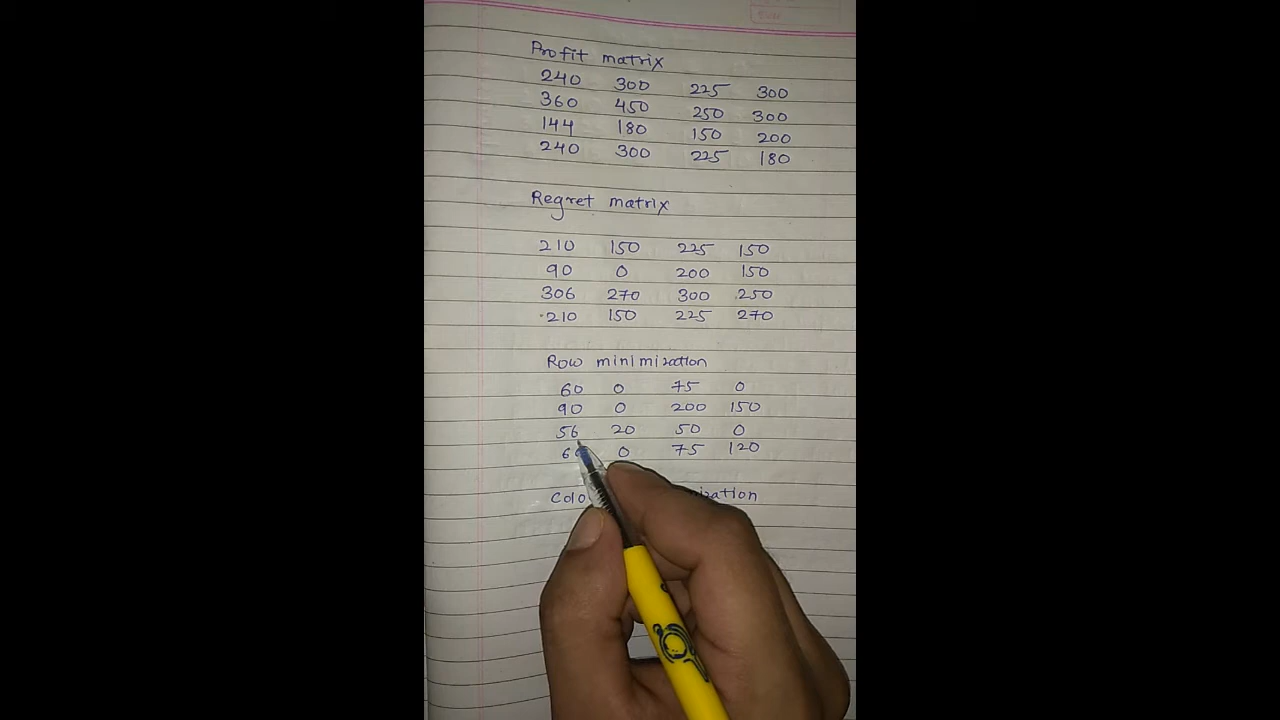 Profit matrix
240 300 225 300
360 450 250 300
144 180 150 200
240 300 225 180
Regret matrix
210 150 225 150
90 0 200 150
306 270 300 250
210 150 225 270
Row minimization
60 0 75 0
90 0 200 150
56 20 50 0
0 75 120